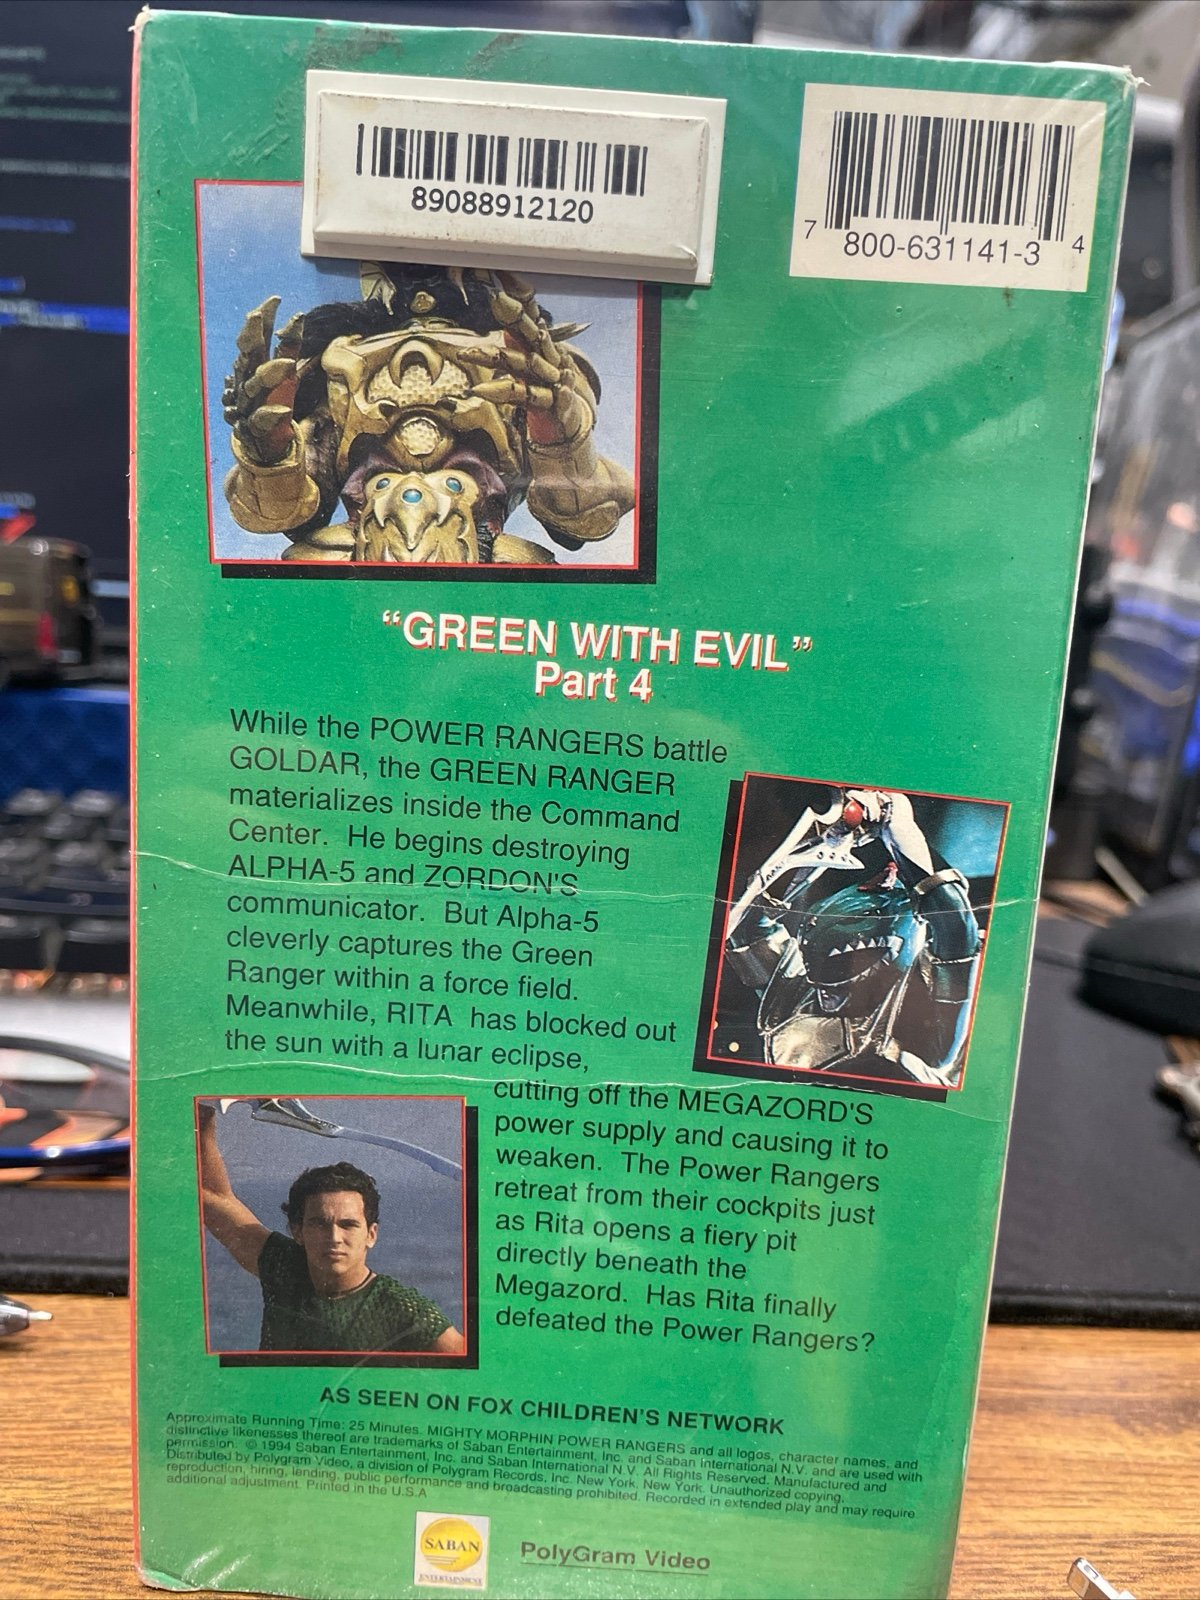 89088912120
7 800-631141-3 4
“GREEN WITH EVIL”
Part 4
While the POWER RANGERS battle
GOLDAR, the GREEN RANGER
materializes inside the Command
Center. He begins destroying
ALPHA-5 and ZORDON'S
communicator. But Alpha-5
cleverly captures the Green
Ranger within a force field.
Meanwhile, RITA has blocked out
the sun with a lunar eclipse,
cutting off the MEGAZORD'S
power supply and causing it to
weaken. The Power Rangers
retreat from their cockpits just
as Rita opens a fiery pit
directly beneath the
Megazord. Has Rita finally
defeated the Power Rangers?
AS SEEN ON FOX CHILDREN'S NETWORK
Approximate Running Time: 25 Minutes. MIGHTY MORPHIN POWER RANGERS and all logos, character names, and
distinctive likenesses thereof are trademarks of Saban Entertainment, Inc. and Saban International N.V. and are used with
permission. © 1994 Saban Entertainment, Inc. and Saban International N.V. All Rights Reserved. Manufactured and
Distributed by Polygram Video, a division of Polygram Records, Inc. New York, New York. Unauthorized copying,
reproduction, hiring, lending, public performance and broadcasting prohibited. Recorded in extended play and may require
additional adjustment. Printed in the U.S.A
SABAN
ENTERTAINMENT
PolyGram Video